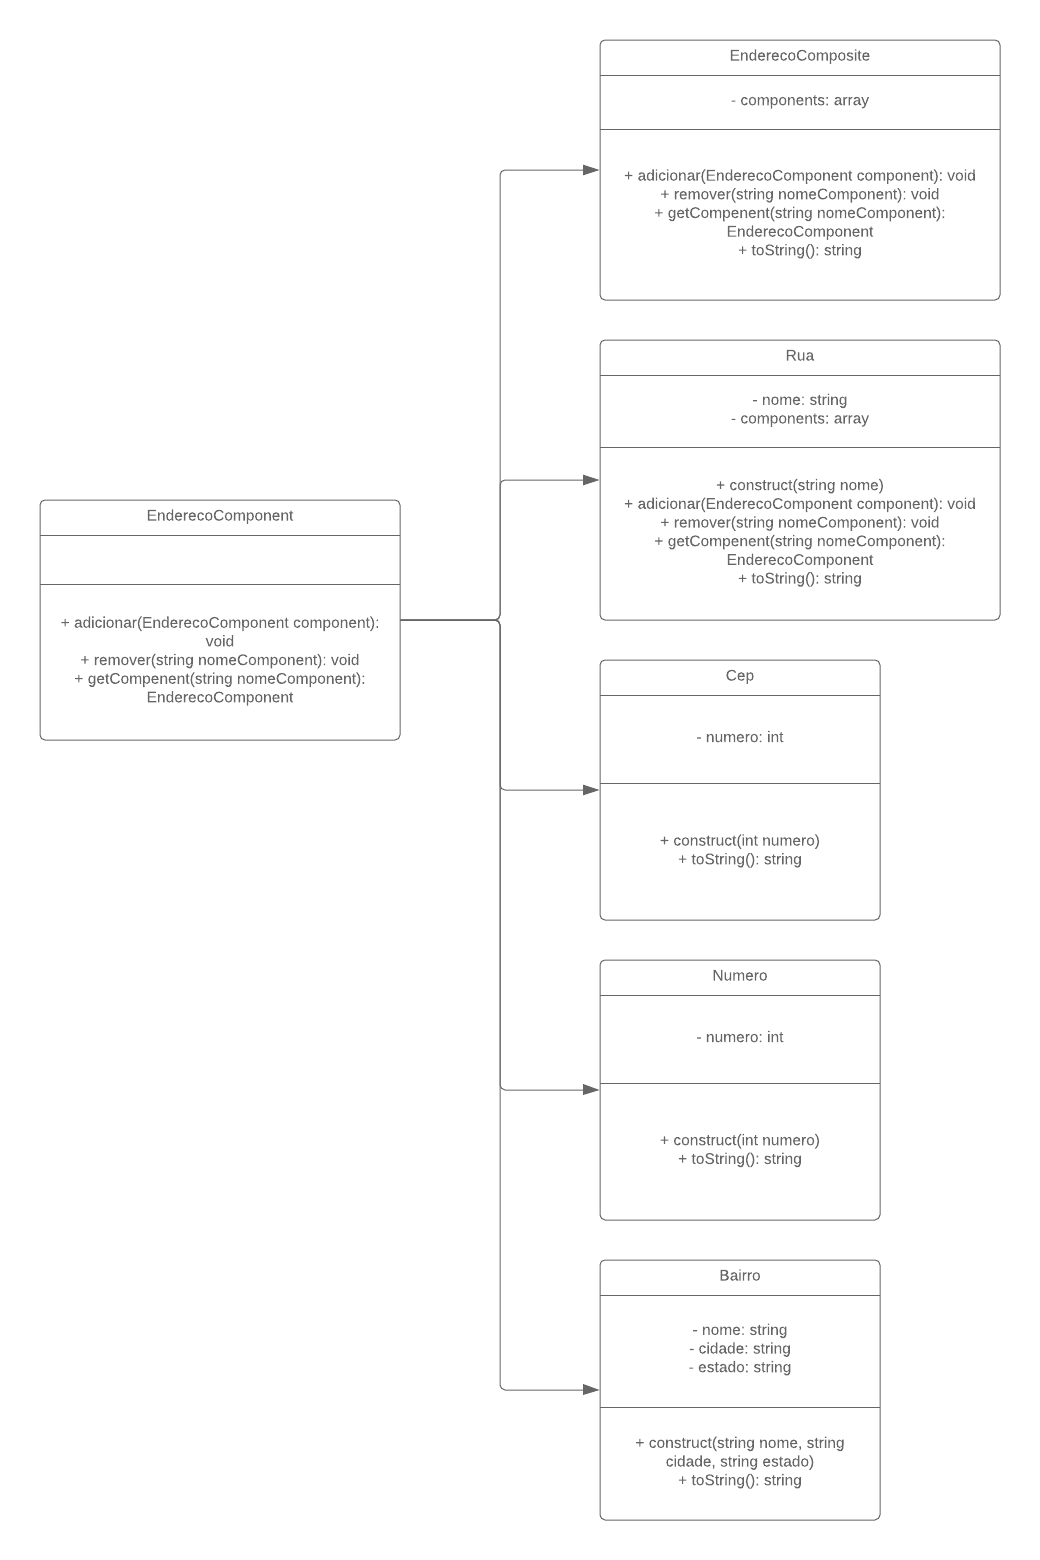 EnderecoComposite
- components: array
+ adicionar(EnderecoComponent component): void
+ remover(string nomeComponent): void
+ getCompenent(string nomeComponent):
EnderecoComponent
+ toString(): string
Rua
- nome: string
- components: array
+ construct(string nome)
+ adicionar(EnderecoComponent component): void
+ remover(string nomeComponent): void
+ getCompenent(string nomeComponent):
EnderecoComponent
+ toString(): string
EnderecoComponent
+ adicionar(EnderecoComponent component):
void
+ remover(string nomeComponent): void
+ getCompenent(string nomeComponent):
EnderecoComponent
Cep
- numero: int
+ construct(int numero)
+ toString(): string
Numero
- numero: int
+ construct(int numero)
+ toString(): string
Bairro
- nome: string
- cidade: string
- estado: string
+ construct(string nome, string
cidade, string estado)
+ toString(): string